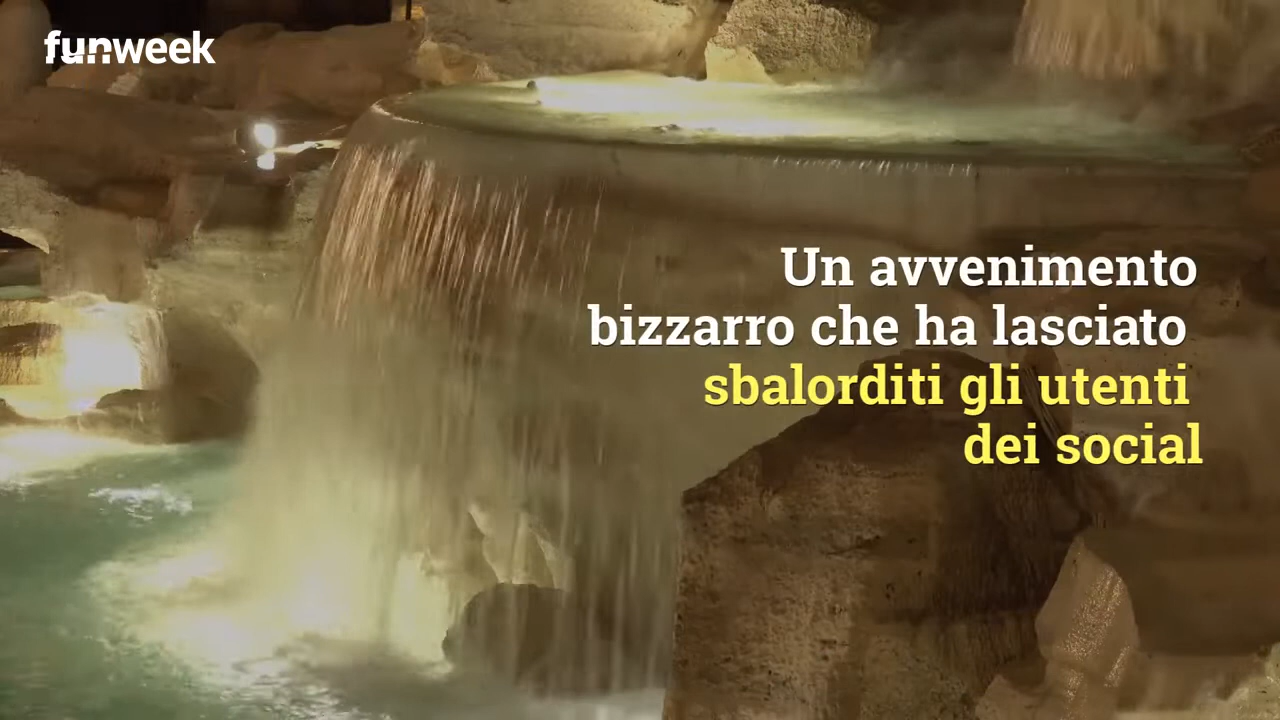 funweek
Un avvenimento
bizzarro che ha lasciato
sbalorditi gli utenti
dei social